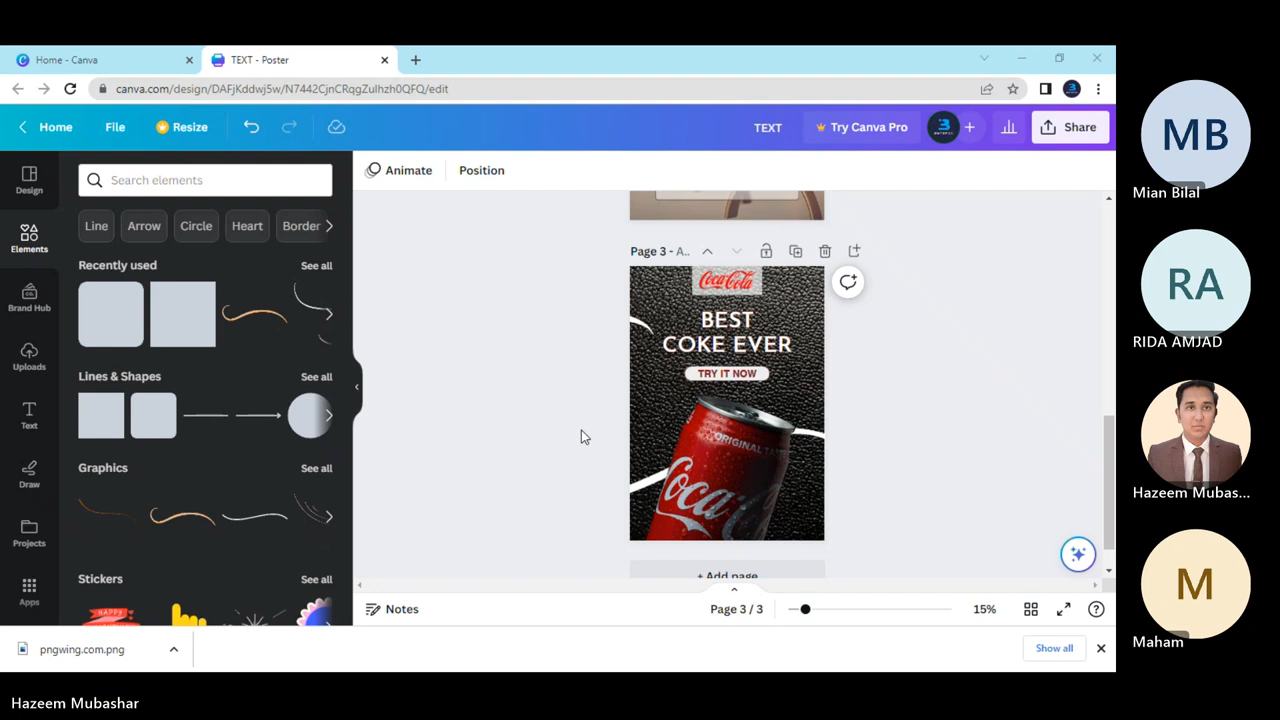 Home - Canva
TEXT - Poster
canva.com/design/DAFjKddwj5w/N7442CjnCRqgZuIhzh0QFQ/edit
Home
File
Resize
TEXT
Try Canva Pro
Share
Design
Elements
Brand Hub
Uploads
Text
Draw
Projects
Apps
Search elements
Line
Arrow
Circle
Heart
Border
Recently used
See all
Lines & Shapes
See all
Graphics
See all
Stickers
See all
HAPPY
Animate
Position
Page 3 - A..
Coca-Cola
BEST
COKE EVER
TRY IT NOW
ORIGINAL
Coca
+ Add page
Notes
Page 3 / 3
15%
pngwing.com.png
Show all
MB
Mian Bilal
RA
RIDA AMJAD
Hazeem Mubas...
M
Maham
Hazeem Mubashar